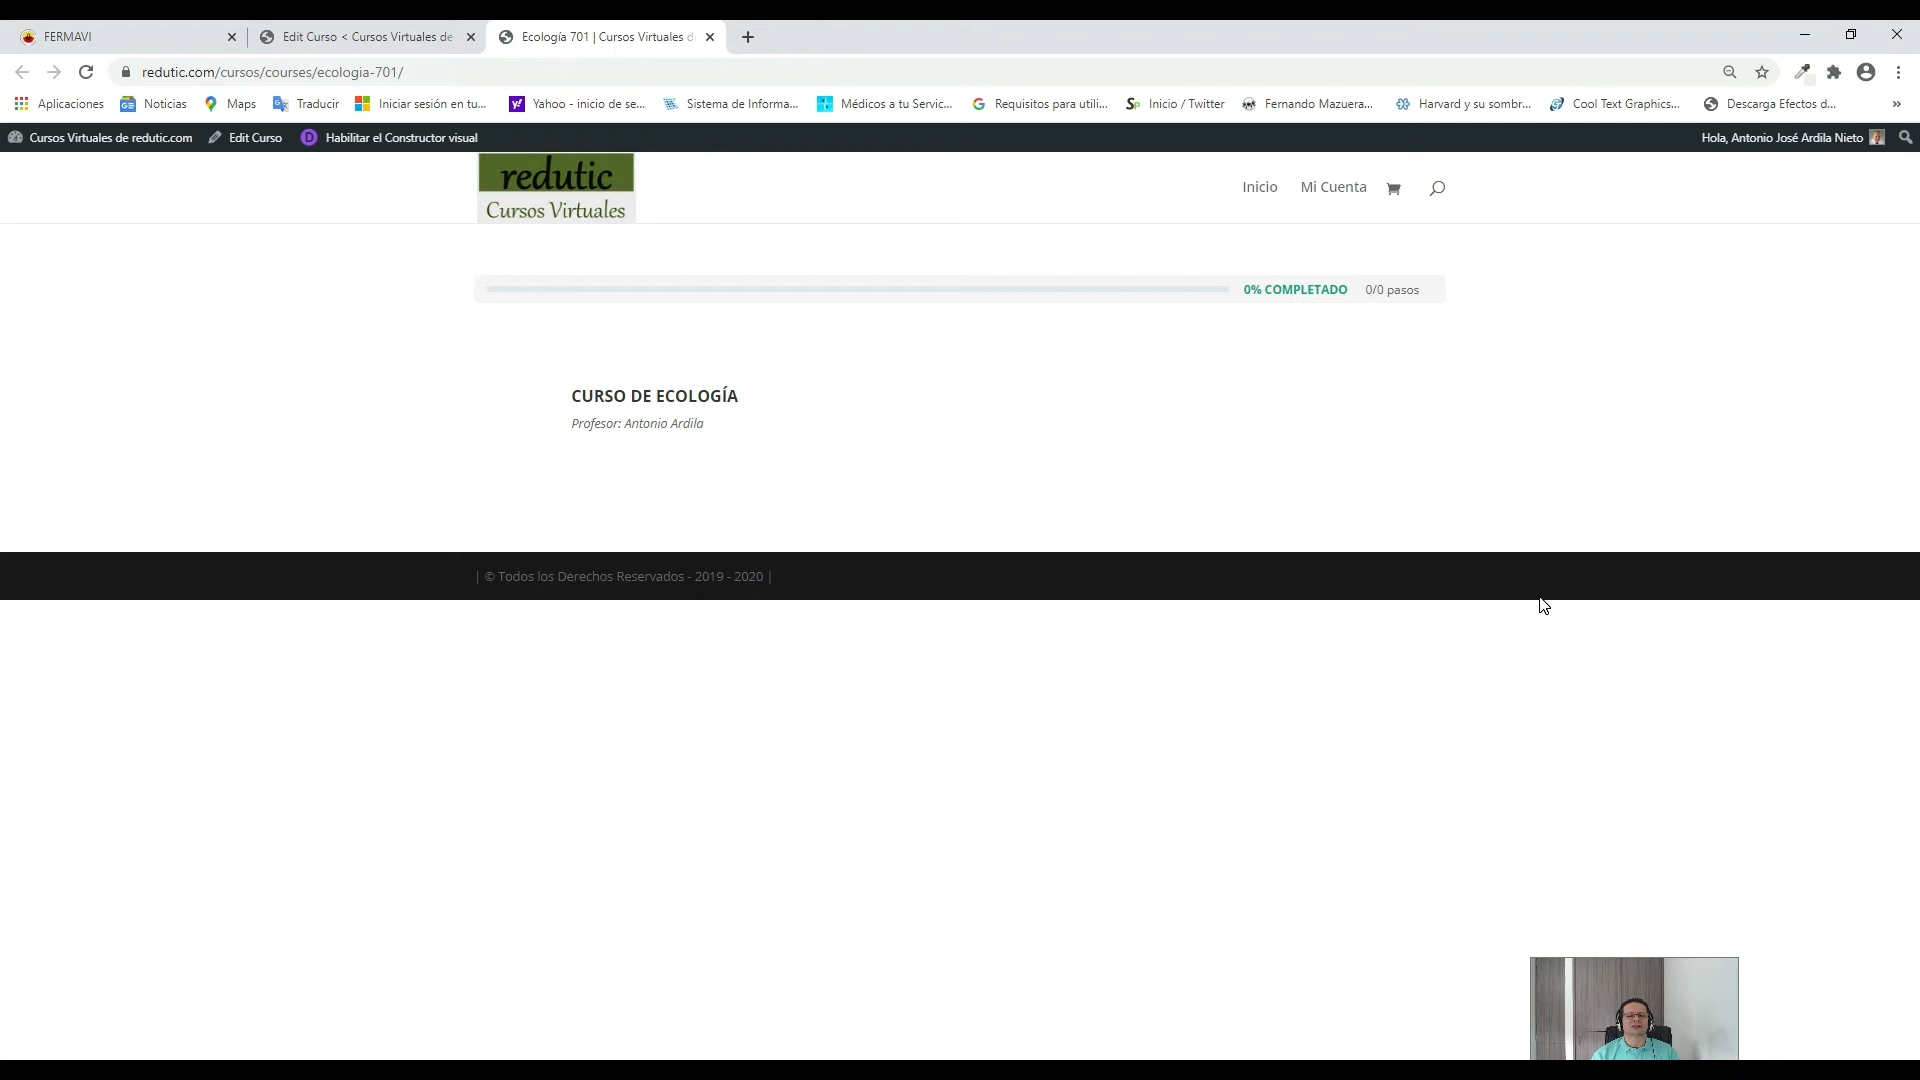 FERMAVI
Edit Curso < Cursos Virtuales de
Ecología 701 | Cursos Virtuales d
redutic.com/cursos/courses/ecologia-701/
Aplicaciones
Noticias
Maps
Traducir
Iniciar sesión en tu...
Yahoo - inicio de se...
Sistema de Informa...
Médicos a tu Servic...
Requisitos para utili...
Inicio / Twitter
Fernando Mazuera...
Harvard y su sombr...
Cool Text Graphics...
Descarga Efectos d...
»
Cursos Virtuales de redutic.com
Edit Curso
D
Habilitar el Constructor visual
Hola, Antonio José Ardila Nieto
redutic
Cursos Virtuales
Inicio
Mi Cuenta
0% COMPLETADO
0/0 pasos
CURSO DE ECOLOGÍA
Profesor: Antonio Ardila
| © Todos los Derechos Reservados - 2019 - 2020 |